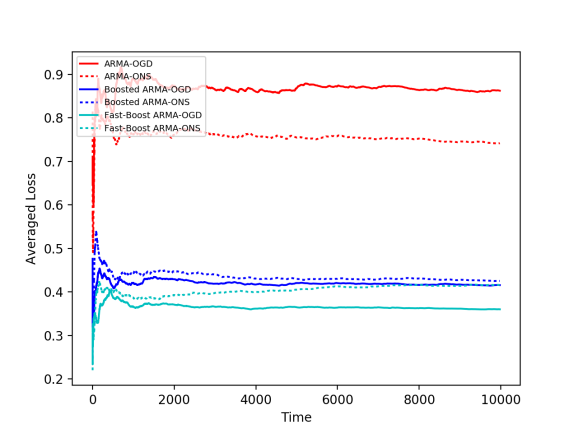 0.9
0.8
0.7
0.6
0.5
0.4
0.3
0.2
Averaged Loss
ARMA-OGD
ARMA-ONS
Boosted ARMA-OGD
Boosted ARMA-ONS
Fast-Boost ARMA-OGD
Fast-Boost ARMA-ONS
0 2000 4000 6000 8000 10000
Time